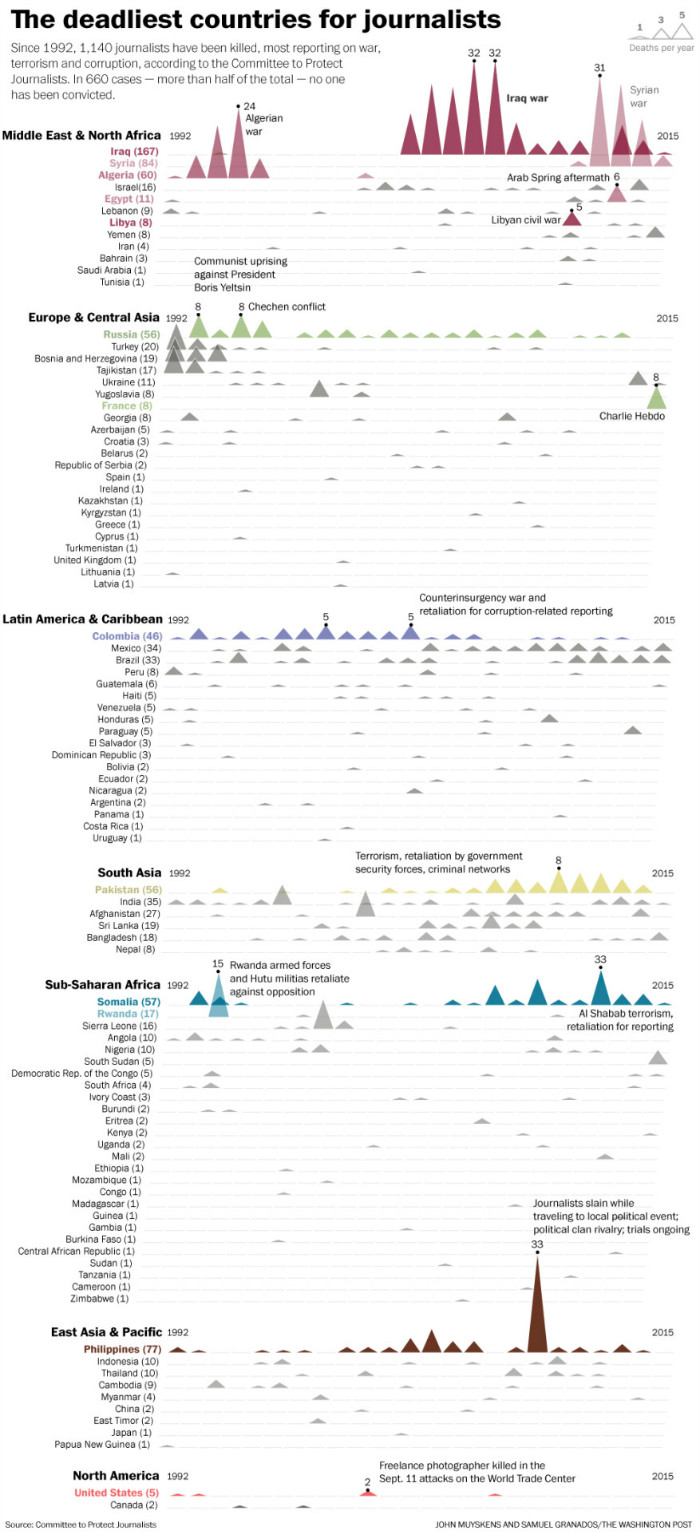 The deadliest countries for journalists
1 3 5
Deaths per year
Since 1992, 1,140 journalists have been killed, most reporting on war,
terrorism and corruption, according to the Committee to Protect
Journalists. In 660 cases — more than half of the total — no one
has been convicted.
32 32
31
24
Algerian
war
Iraq war
Syrian
war
Middle East & North Africa 1992 2015
Iraq (167)
Syria (84)
Algeria (60)
Arab Spring aftermath 6
Israel(16)
Egypt (11)
Lebanon (9)
5
Libya (8)
Libyan civil war
Yemen (8)
Iran (4)
Bahrain (3)
Saudi Arabia (1)
Tunisia (1)
Communist uprising
against President
Boris Yeltsin
8 8 Chechen conflict
Europe & Central Asia 1992 2015
Russia (56)
Turkey (20)
Bosnia and Herzegovina (19)
Tajikistan (17)
Ukraine (11)
8
Yugoslavia (8)
France (8)
Charlie Hebdo
Georgia (8)
Azerbaijan (5)
Croatia (3)
Belarus (2)
Republic of Serbia (2)
Spain (1)
Ireland (1)
Kazakhstan (1)
Kyrgyzstan (1)
Greece (1)
Cyprus (1)
Turkmenistan (1)
United Kingdom (1)
Lithuania (1)
Latvia (1)
Counterinsurgency war and
retaliation for corruption-related reporting
5 5
Latin America & Caribbean 1992 2015
Colombia (46)
Mexico (34)
Brazil (33)
Peru (8)
Guatemala (6)
Haiti (5)
Venezuela (5)
Honduras (5)
Paraguay (5)
El Salvador (3)
Dominican Republic (3)
Bolivia (2)
Ecuador (2)
Nicaragua (2)
Argentina (2)
Panama (1)
Costa Rica (1)
Uruguay (1)
Terrorism, retaliation by government
security forces, criminal networks
8
South Asia 1992 2015
Pakistan (56)
India (35)
Afghanistan (27)
Sri Lanka (19)
Bangladesh (18)
Nepal (8)
15
Rwanda armed forces
and Hutu militias retaliate
against opposition
33
Sub-Saharan Africa 1992 2015
Somalia (57)
Rwanda (17)
Al Shabab terrorism,
retaliation for reporting
Sierra Leone (16)
Angola (10)
Nigeria (10)
South Sudan (5)
Democratic Rep. of the Congo (5)
South Africa (4)
Ivory Coast (3)
Burundi (2)
Eritrea (2)
Kenya (2)
Uganda (2)
Mali (2)
Ethiopia (1)
Mozambique (1)
Congo (1)
Madagascar (1)
Guinea (1)
Gambia (1)
Burkina Faso (1)
Central African Republic (1)
Sudan (1)
Tanzania (1)
Cameroon (1)
Zimbabwe (1)
Journalists slain while
traveling to local political event;
political clan rivalry; trials ongoing
33
East Asia & Pacific 1992 2015
Philippines (77)
Indonesia (10)
Thailand (10)
Cambodia (9)
Myanmar (4)
China (2)
East Timor (2)
Japan (1)
Papua New Guinea (1)
Freelance photographer killed in the
Sept. 11 attacks on the World Trade Center
2
North America 1992 2015
United States (5)
Canada (2)
Source: Committee to Protect Journalists
JOHN MUYSKENS AND SAMUEL GRANADOS/THE WASHINGTON POST